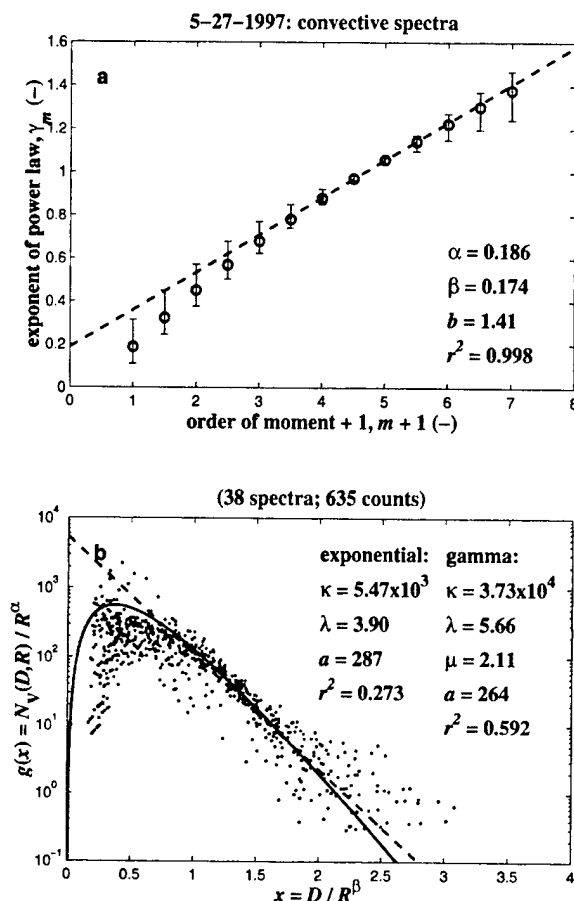 5–27–1997: convective spectra
1.6
1.4
1.2
1
0.8
0.6
0.4
0.2
0
a
exponent of power law, γm (–)
α = 0.186
β = 0.174
b = 1.41
r² = 0.998
0 1 2 3 4 5 6 7 8
order of moment + 1, m + 1 (–)
(38 spectra; 635 counts)
10⁴
10³
10²
10¹
10⁰
10⁻¹
b
g(x) = NV(D,R) / Rᵅ
exponential: gamma:
κ = 5.47x10³ κ = 3.73x10⁴
λ = 3.90 λ = 5.66
a = 287 μ = 2.11
r² = 0.273 a = 264
r² = 0.592
0 0.5 1 1.5 2 2.5 3 3.5 4
x = D / Rᵝ